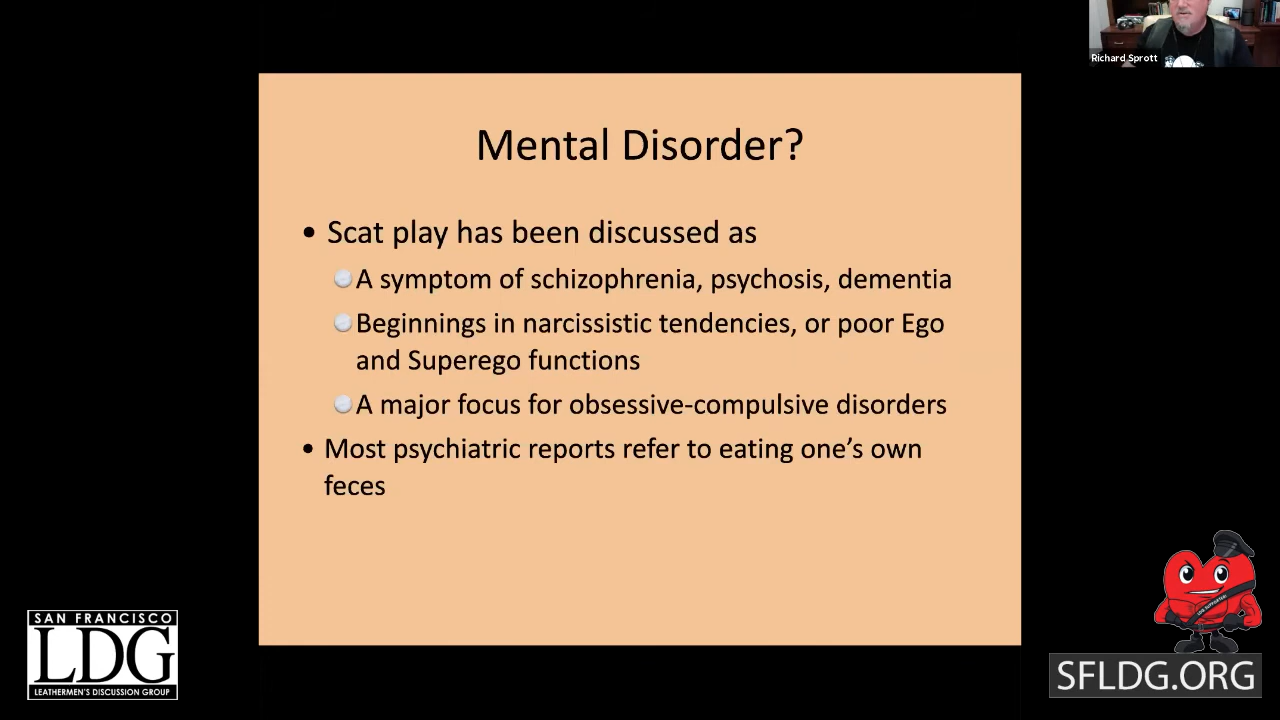 Richard Sprott
Mental Disorder?
• Scat play has been discussed as
A symptom of schizophrenia, psychosis, dementia
Beginnings in narcissistic tendencies, or poor Ego
and Superego functions
A major focus for obsessive-compulsive disorders
• Most psychiatric reports refer to eating one’s own
feces
SAN FRANCISCO
LDG
LEATHERMEN'S DISCUSSION GROUP
LDG SUPPORTER!
SFLDG.ORG